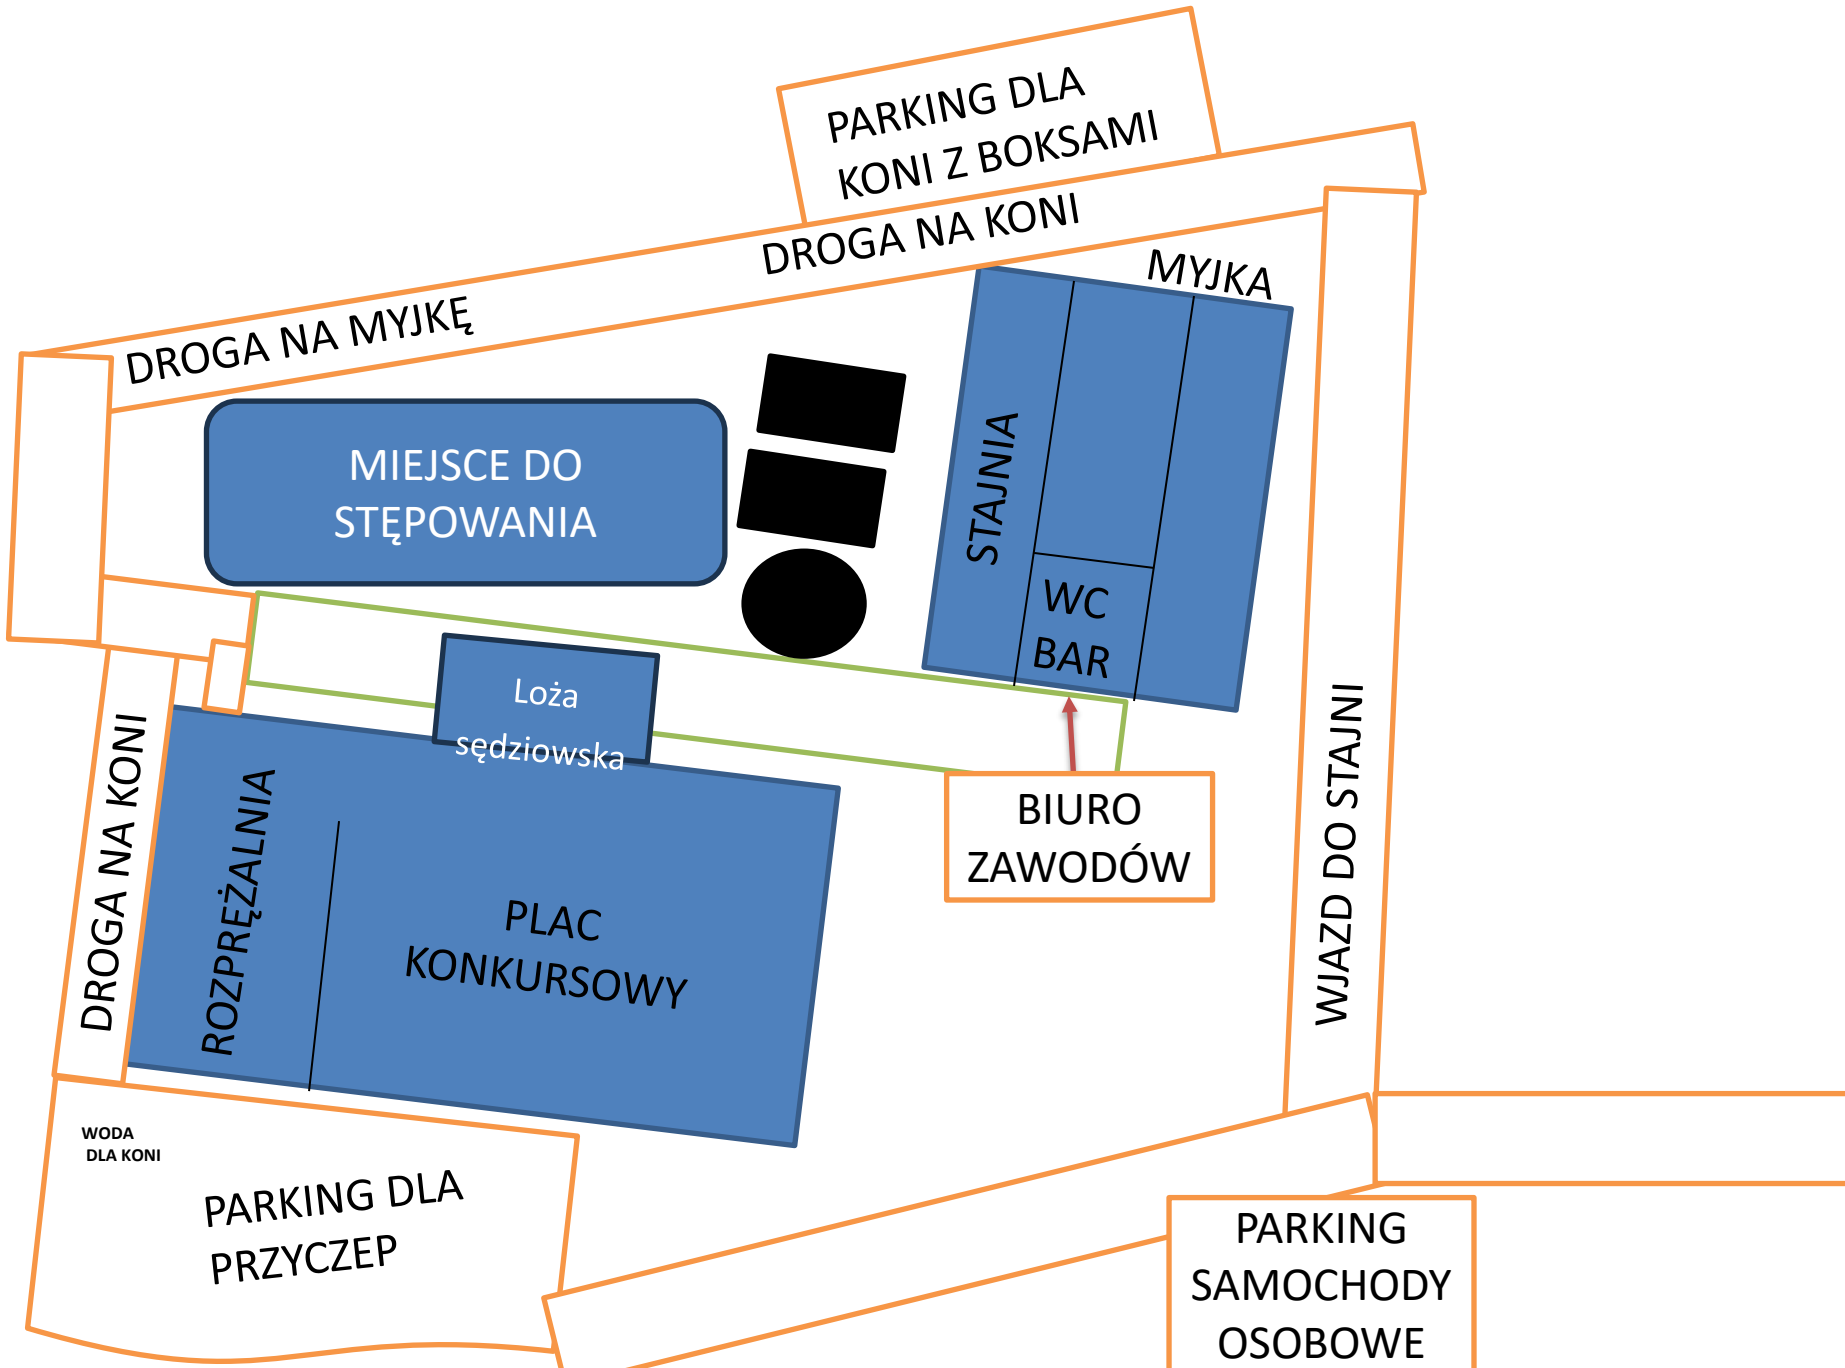 PARKING DLA
KONI Z BOKSAMI
DROGA NA KONI
MYJKA
DROGA NA MYJKĘ
MIEJSCE DO
STĘPOWANIA
STAJNIA
WC
BAR
Loża
sędziowska
DROGA NA KONI
ROZPRĘŻALNIA
PLAC
KONKURSOWY
BIURO
ZAWODÓW
WJAZD DO STAJNI
WODA
DLA KONI
PARKING DLA
PRZYCZEP
PARKING
SAMOCHODY
OSOBOWE